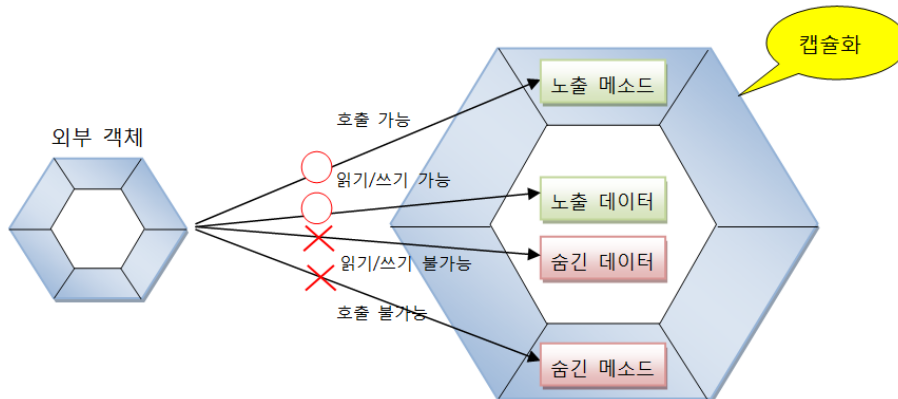 캡슐화
노출 메소드
호출 가능
외부 객체
읽기/쓰기 가능
노출 데이터
숨긴 데이터
읽기/쓰기 불가능
호출 불가능
숨긴 메소드